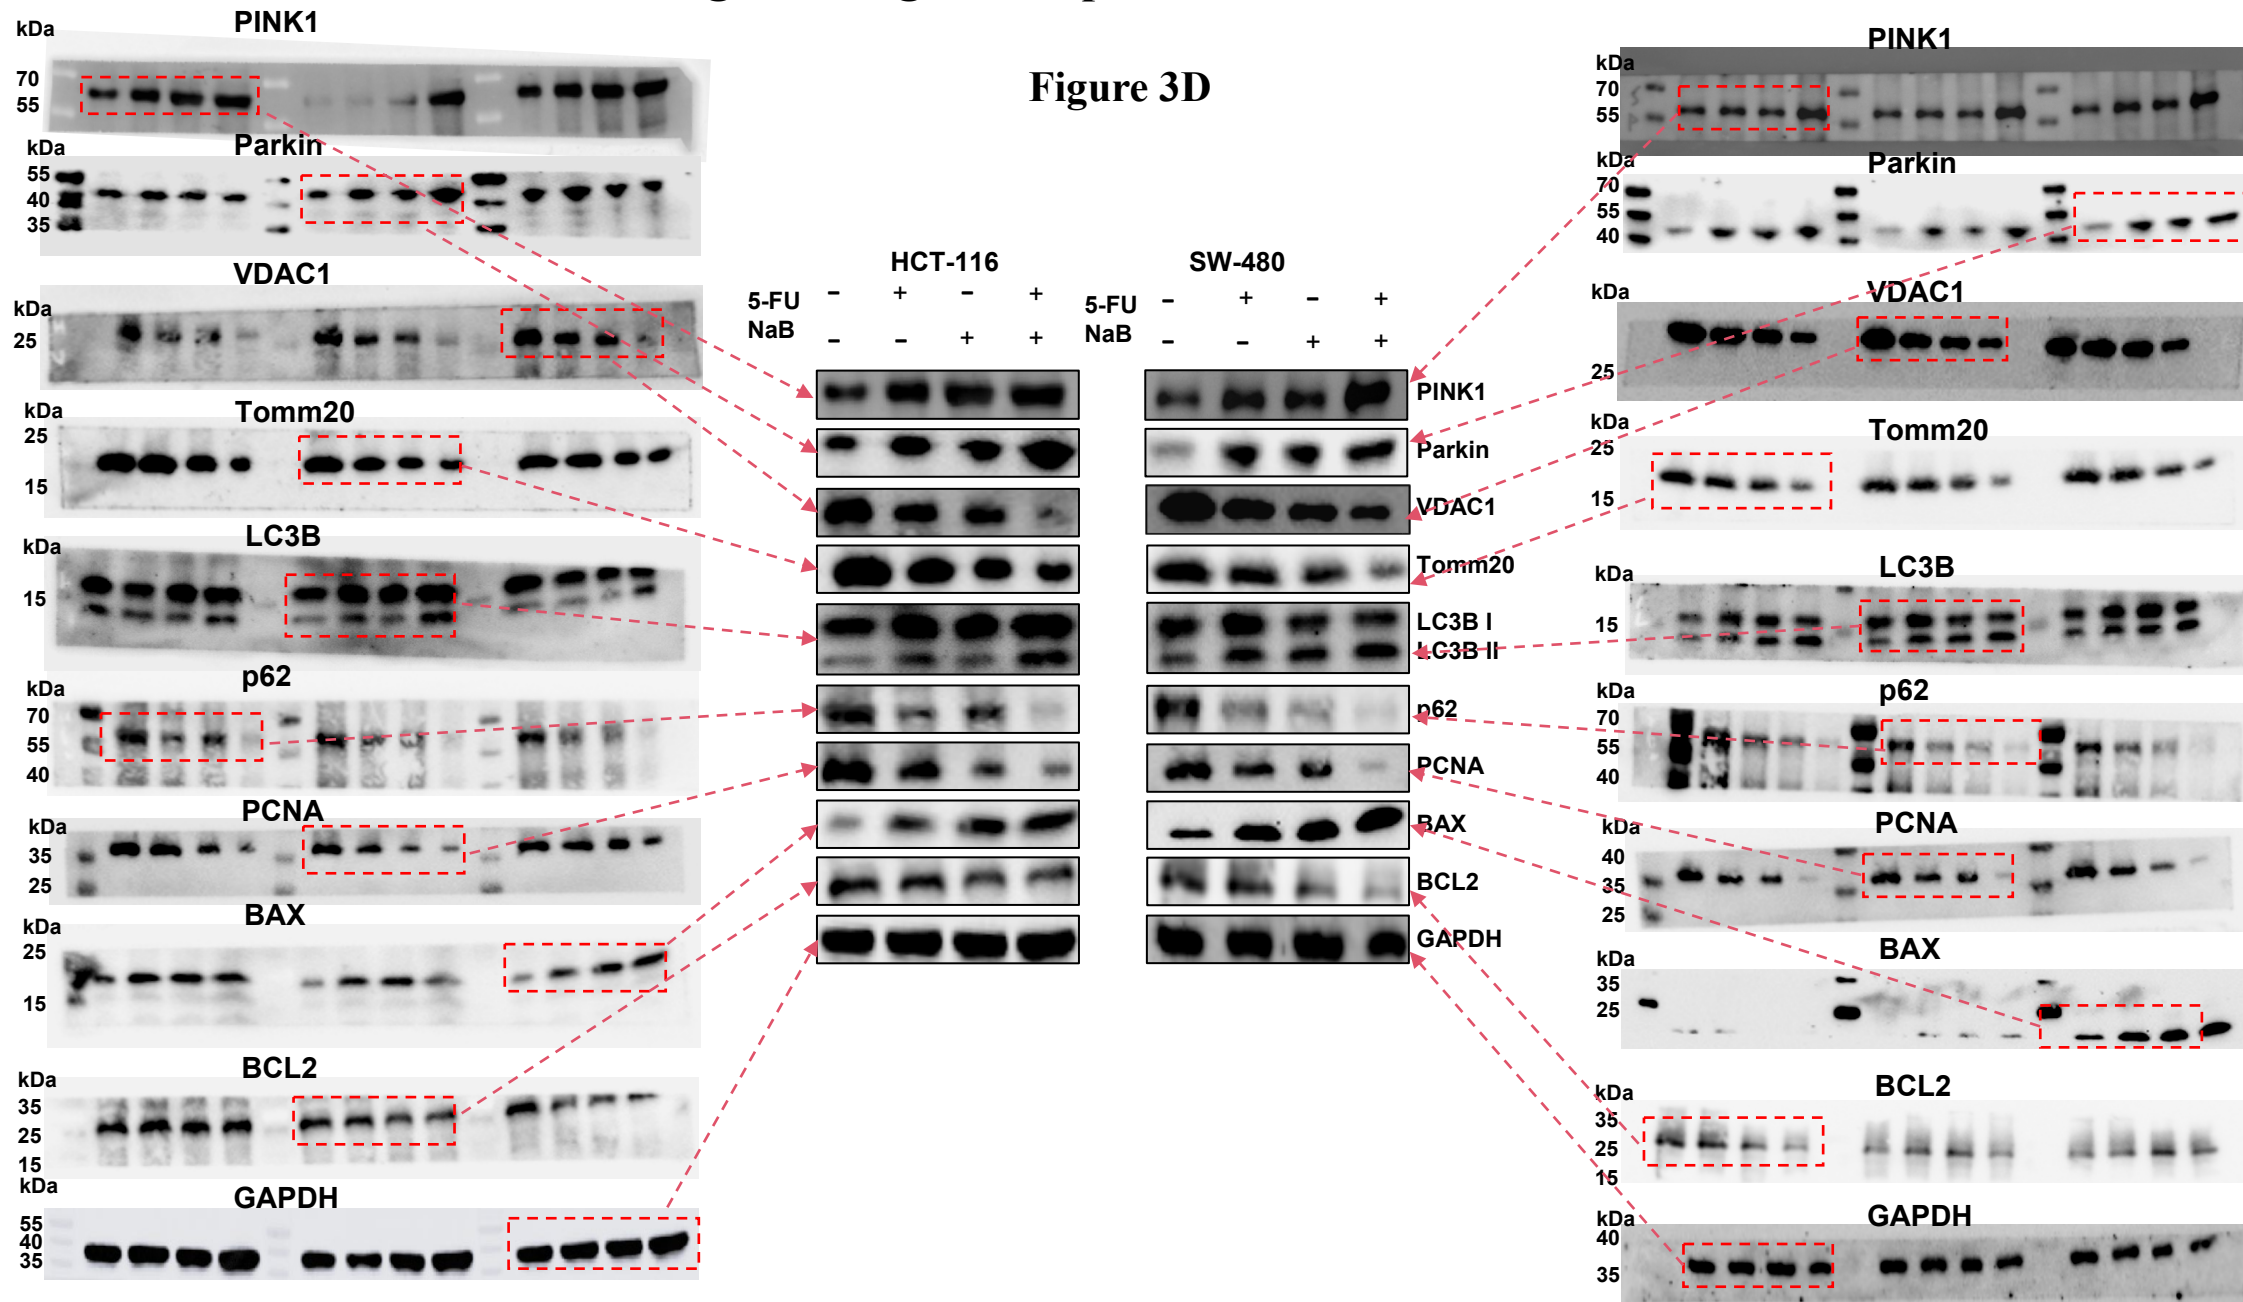 Figure 3D
PINK1
kDa
70
55
Parkin
kDa
55
40
35
VDAC1
kDa
25
Tomm20
kDa
25
15
LC3B
kDa
15
p62
kDa
70
55
40
PCNA
kDa
35
25
BAX
kDa
25
15
BCL2
kDa
35
25
15
GAPDH
kDa
55
40
35
HCT-116
SW-480
5-FU - + - +
NaB - - + +
5-FU - + - +
NaB - - + +
PINK1
Parkin
VDAC1
Tomm20
LC3B I
LC3B II
p62
PCNA
BAX
BCL2
GAPDH
PINK1
kDa
70
55
Parkin
kDa
70
55
40
VDAC1
kDa
25
Tomm20
kDa
25
15
LC3B
kDa
15
p62
kDa
70
55
40
PCNA
kDa
40
35
25
BAX
kDa
35
25
BCL2
kDa
35
25
15
GAPDH
kDa
40
35